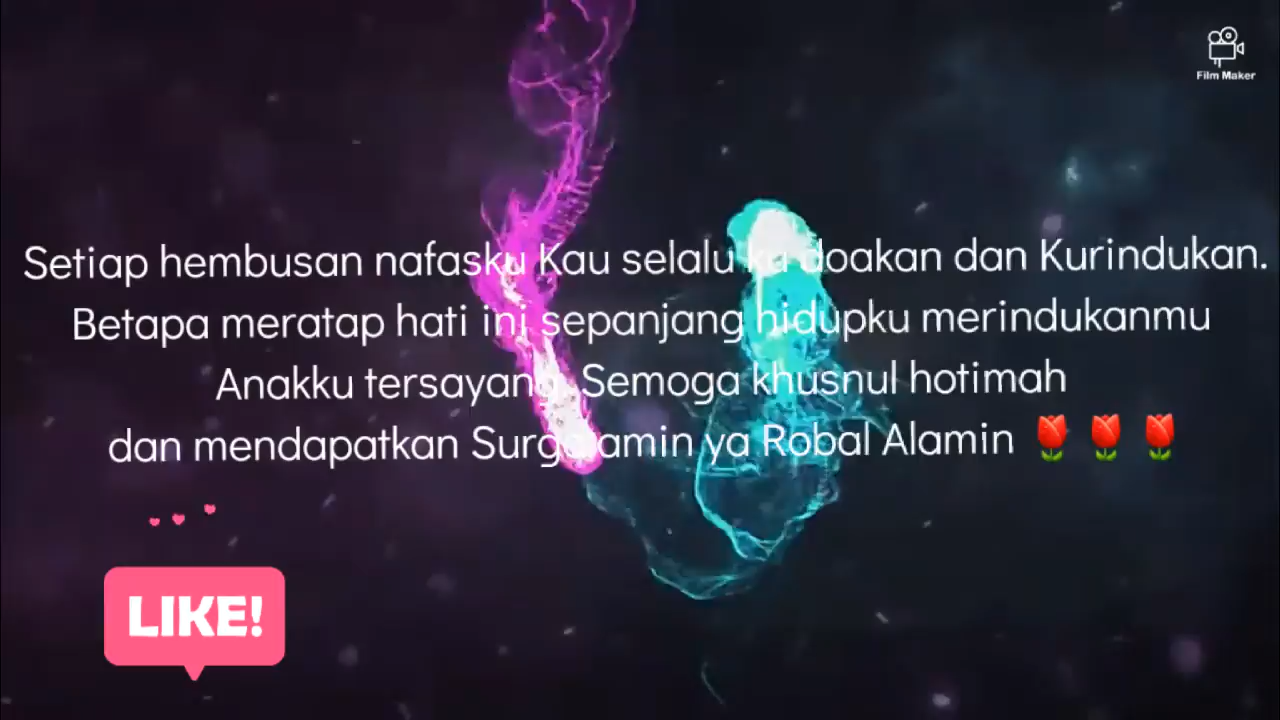 Film Maker
Setiap hembusan nafasku Kau selalu ku doakan dan Kurindukan.
Betapa meratap hati ini sepanjang hidupku merindukanmu
Anakku tersayang. Semoga khusnul hotimah
dan mendapatkan Surga amin ya Robal Alamin 🌷 🌷 🌷
LIKE!